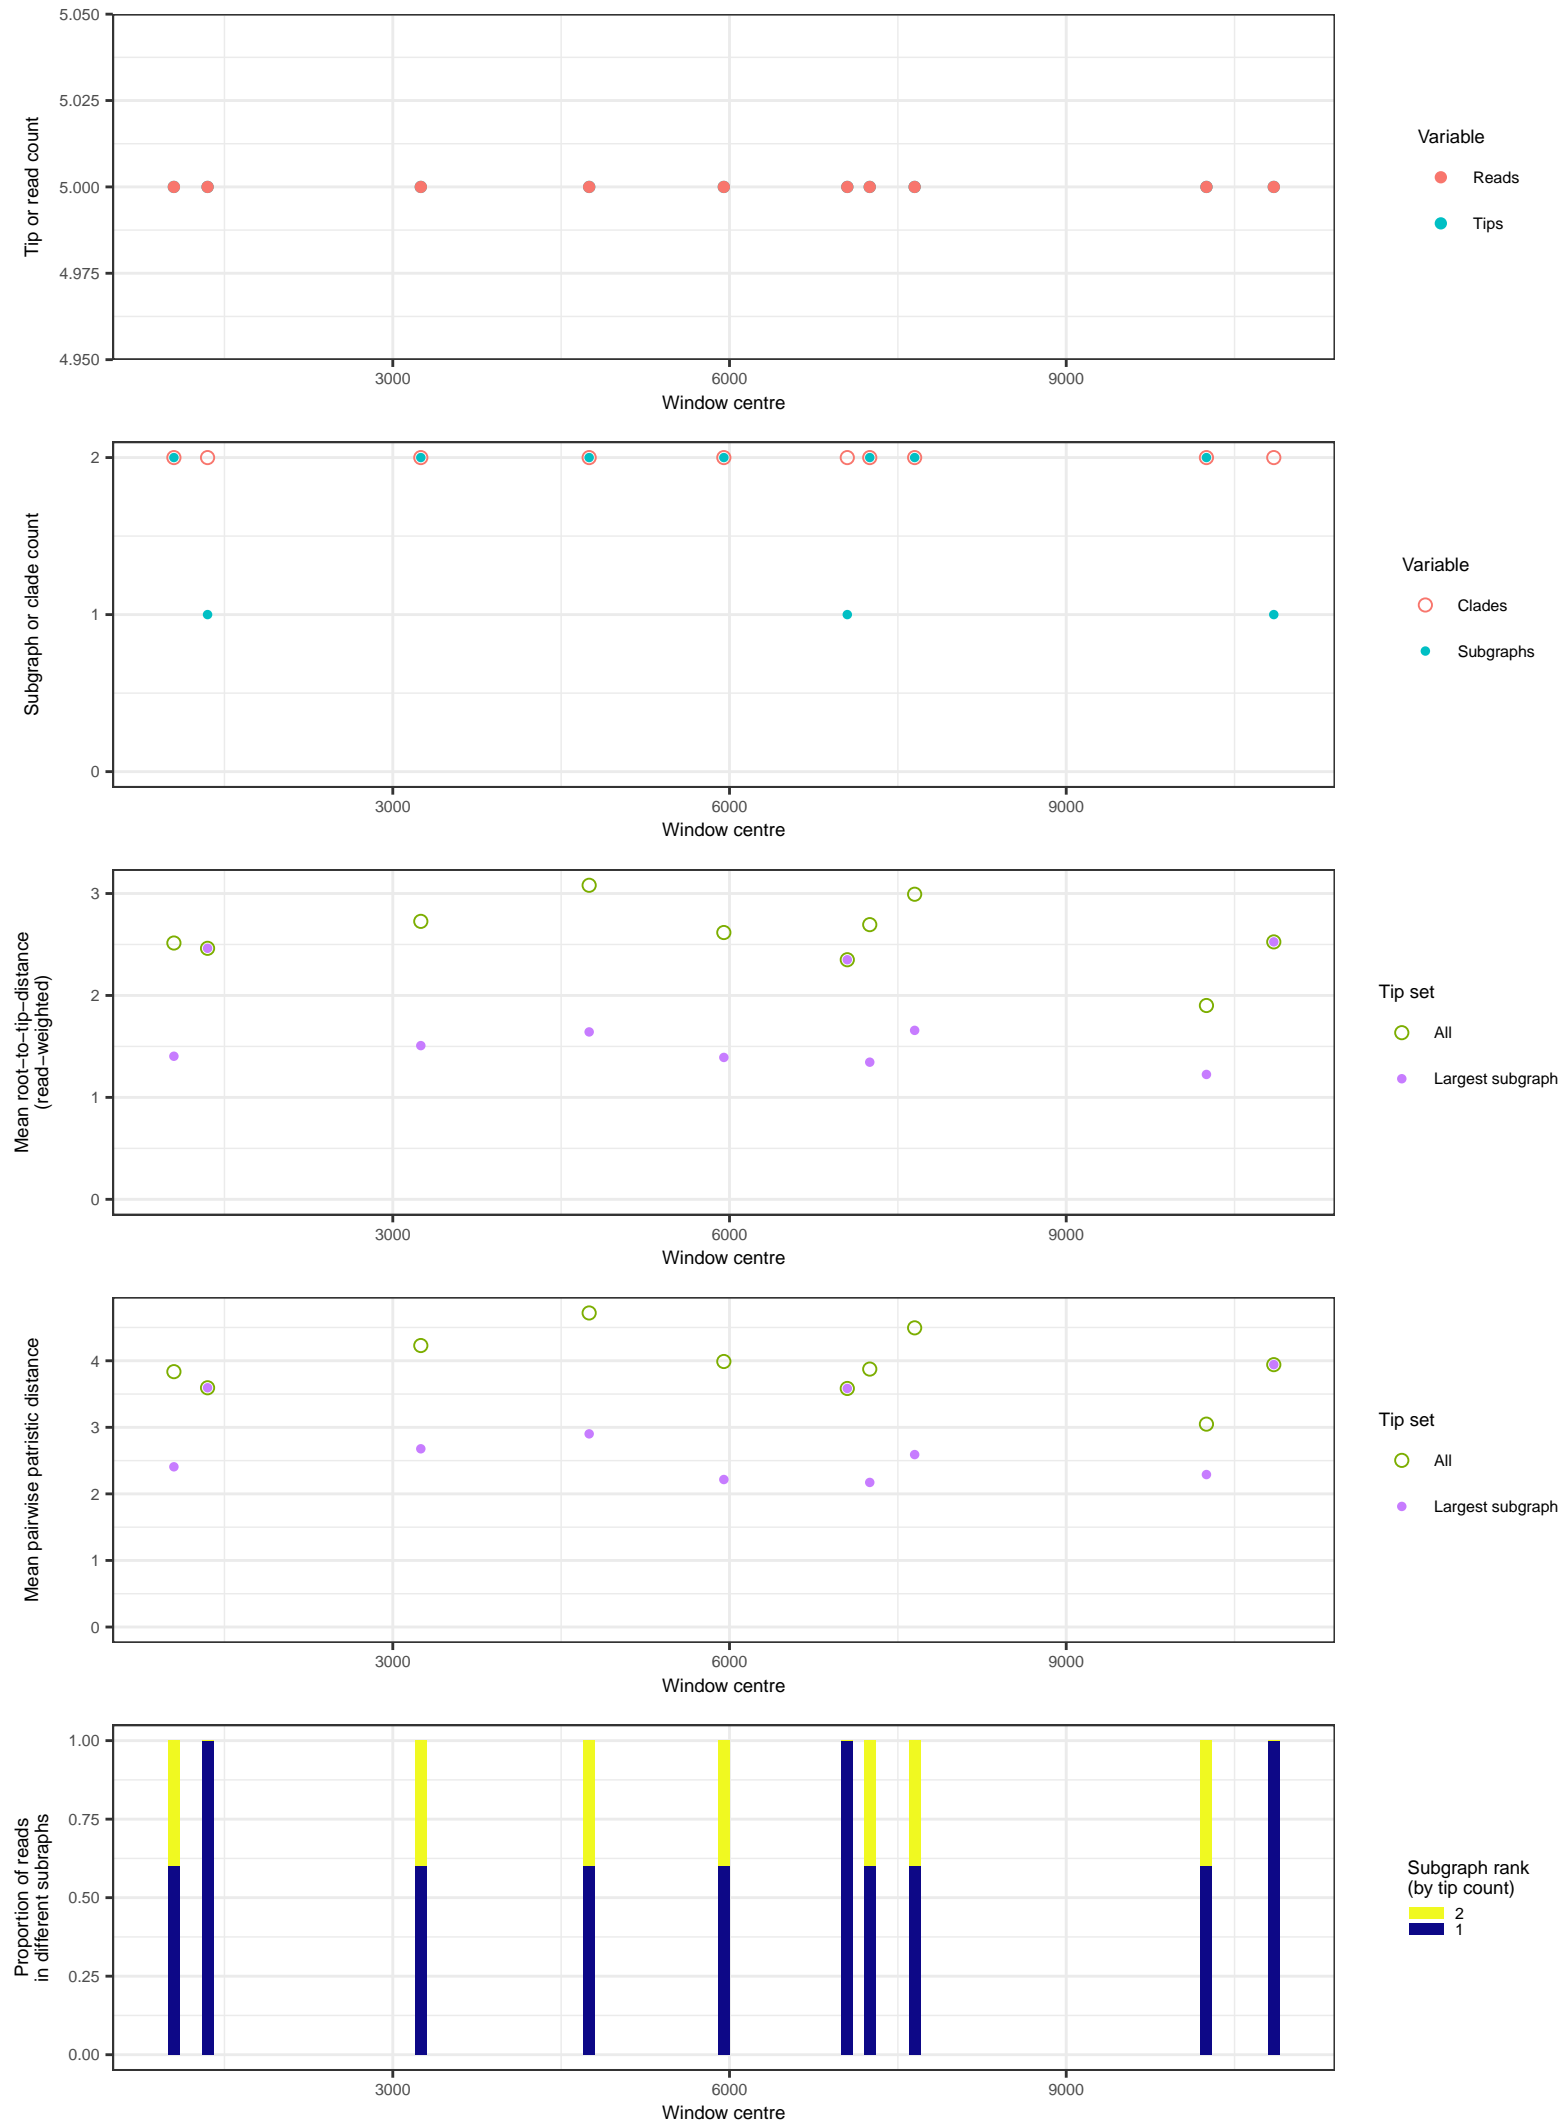 5.050
5.025
5.000
4.975
4.950
Tip or read count
3000 6000 9000
Window centre
Variable
Reads
Tips
2
1
0
Subgraph or clade count
3000 6000 9000
Window centre
Variable
Clades
Subgraphs
3
2
1
0
Mean root−to−tip−distance
(read−weighted)
3000 6000 9000
Window centre
Tip set
All
Largest subgraph
4
3
2
1
0
Mean pairwise patristic distance
3000 6000 9000
Window centre
Tip set
All
Largest subgraph
1.00
0.75
0.50
0.25
0.00
Proportion of reads
in different subraphs
3000 6000 9000
Window centre
Subgraph rank
(by tip count)
2
1